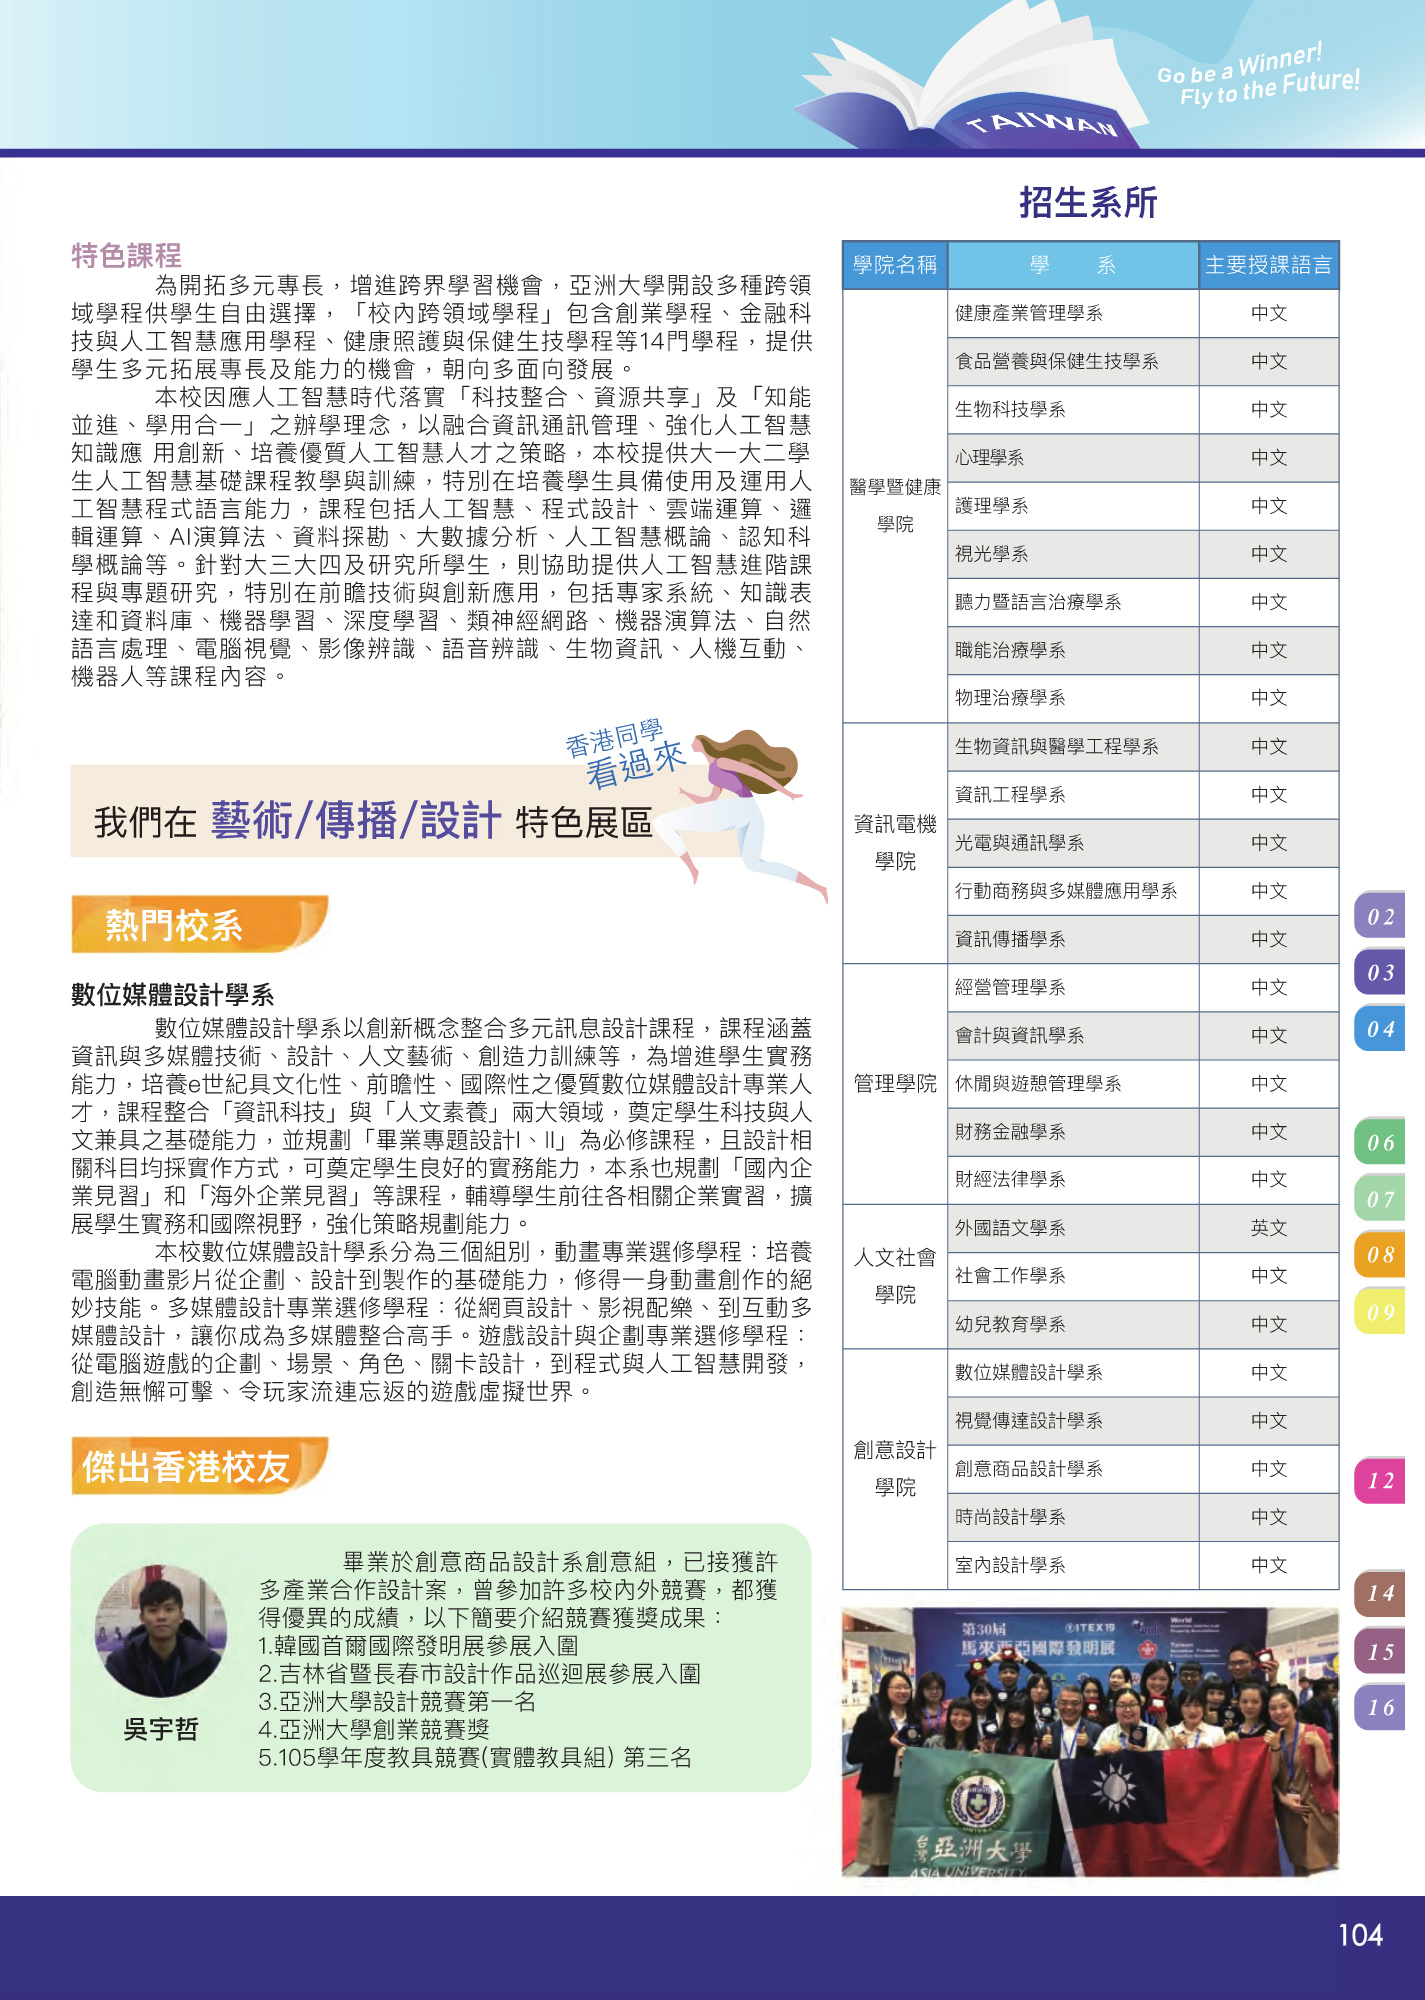 Go be a Winner!
Fly to the Future!
TAIWAN
特色課程
為開拓多元專長，增進跨界學習機會，亞洲大學開設多種跨領
域學程供學生自由選擇，「校內跨領域學程」包含創業學程、金融科
技與人工智慧應用學程、健康照護與保健生技學程等14門學程，提供
學生多元拓展專長及能力的機會，朝向多面向發展。
本校因應人工智慧時代落實「科技整合、資源共享」及「知能
並進、學用合一」之辦學理念，以融合資訊通訊管理、強化人工智慧
知識應 用創新、培養優質人工智慧人才之策略，本校提供大一大二學
生人工智慧基礎課程教學與訓練，特別在培養學生具備使用及運用人
工智慧程式語言能力，課程包括人工智慧、程式設計、雲端運算、邏
輯運算、AI演算法、資料探勘、大數據分析、人工智慧概論、認知科
學概論等。針對大三大四及研究所學生，則協助提供人工智慧進階課
程與專題研究，特別在前瞻技術與創新應用，包括專家系統、知識表
達和資料庫、機器學習、深度學習、類神經網路、機器演算法、自然
語言處理、電腦視覺、影像辨識、語音辨識、生物資訊、人機互動、
機器人等課程內容。
香港同學
看過來
我們在 藝術/傳播/設計 特色展區
熱門校系
數位媒體設計學系
數位媒體設計學系以創新概念整合多元訊息設計課程，課程涵蓋
資訊與多媒體技術、設計、人文藝術、創造力訓練等，為增進學生實務
能力，培養e世紀具文化性、前瞻性、國際性之優質數位媒體設計專業人
才，課程整合「資訊科技」與「人文素養」兩大領域，奠定學生科技與人
文兼具之基礎能力，並規劃「畢業專題設計I、II」為必修課程，且設計相
關科目均採實作方式，可奠定學生良好的實務能力，本系也規劃「國內企
業見習」和「海外企業見習」等課程，輔導學生前往各相關企業實習，擴
展學生實務和國際視野，強化策略規劃能力。
本校數位媒體設計學系分為三個組別，動畫專業選修學程：培養
電腦動畫影片從企劃、設計到製作的基礎能力，修得一身動畫創作的絕
妙技能。多媒體設計專業選修學程：從網頁設計、影視配樂、到互動多
媒體設計，讓你成為多媒體整合高手。遊戲設計與企劃專業選修學程：
從電腦遊戲的企劃、場景、角色、關卡設計，到程式與人工智慧開發，
創造無懈可擊、令玩家流連忘返的遊戲虛擬世界。
傑出香港校友
吳宇哲
畢業於創意商品設計系創意組，已接獲許
多產業合作設計案，曾參加許多校內外競賽，都獲
得優異的成績，以下簡要介紹競賽獲獎成果：
1.韓國首爾國際發明展參展入圍
2.吉林省暨長春市設計作品巡迴展參展入圍
3.亞洲大學設計競賽第一名
4.亞洲大學創業競賽獎
5.105學年度教具競賽(實體教具組) 第三名
招生系所
學院名稱 學 系 主要授課語言
醫學暨健康
學院
健康產業管理學系 中文
食品營養與保健生技學系 中文
生物科技學系 中文
心理學系 中文
護理學系 中文
視光學系 中文
聽力暨語言治療學系 中文
職能治療學系 中文
物理治療學系 中文
資訊電機
學院
生物資訊與醫學工程學系 中文
資訊工程學系 中文
光電與通訊學系 中文
行動商務與多媒體應用學系 中文
資訊傳播學系 中文
管理學院
經營管理學系 中文
會計與資訊學系 中文
休閒與遊憩管理學系 中文
財務金融學系 中文
財經法律學系 中文
人文社會
學院
外國語文學系 英文
社會工作學系 中文
幼兒教育學系 中文
創意設計
學院
數位媒體設計學系 中文
視覺傳達設計學系 中文
創意商品設計學系 中文
時尚設計學系 中文
室內設計學系 中文
第30屆
馬來西亞國際發明展
ITEX19
World
Taiwan
台灣亞洲大學
ASIA UNIVERSITY
02
03
04
06
07
08
09
12
14
15
16
104